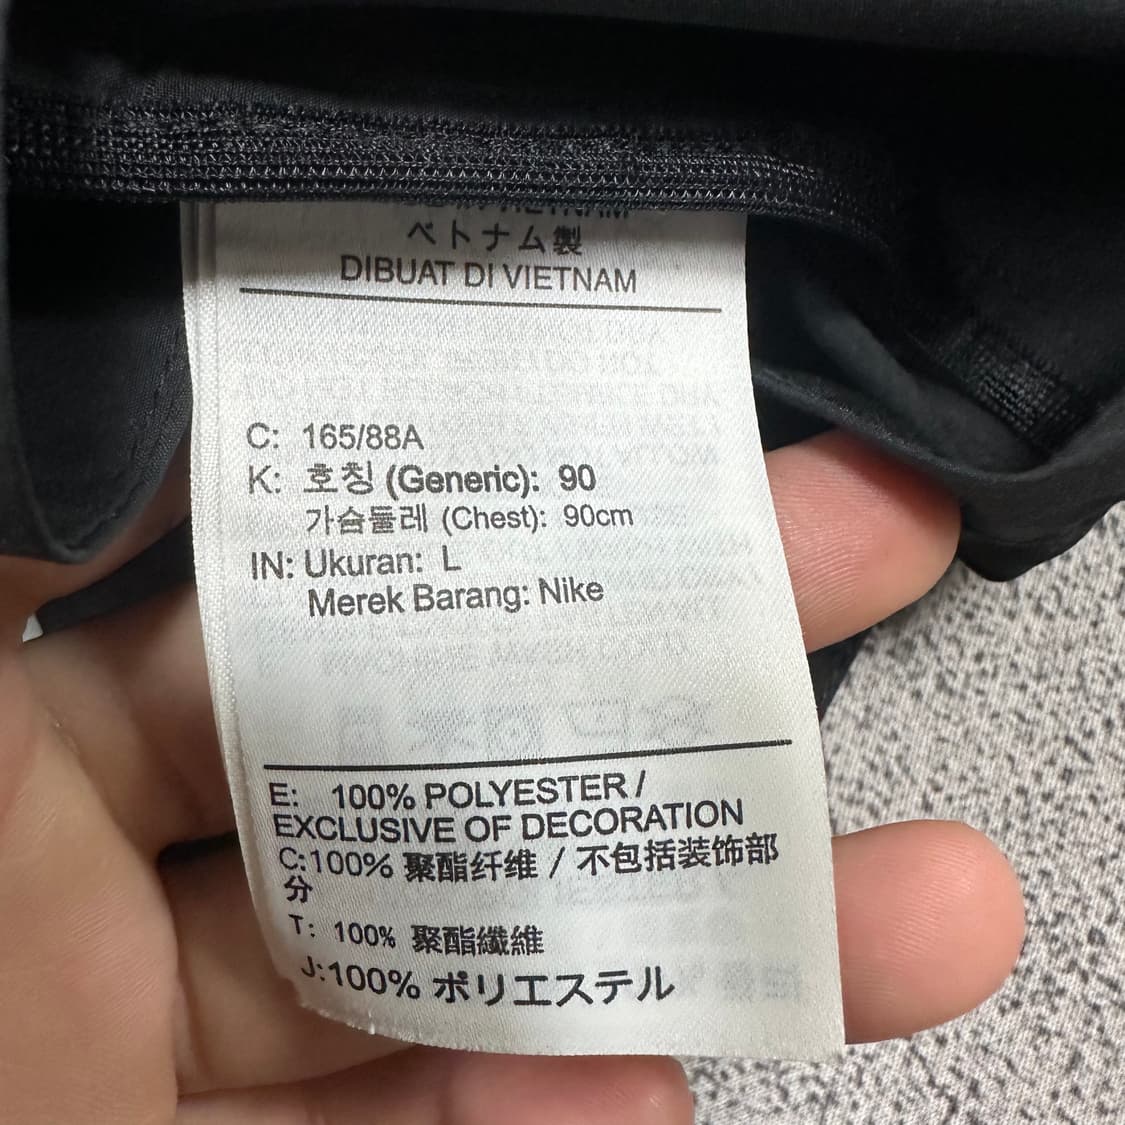 ベトナム製
DIBUAT DI VIETNAM
C: 165/88A
K: 호칭 (Generic): 90
가슴둘레 (Chest): 90cm
IN: Ukuran: L
Merek Barang: Nike
E: 100% POLYESTER /
EXCLUSIVE OF DECORATION
C:100% 聚酯纤维 / 不包括装饰部
分
T: 100% 聚酯纖維
J:100% ポリエステル